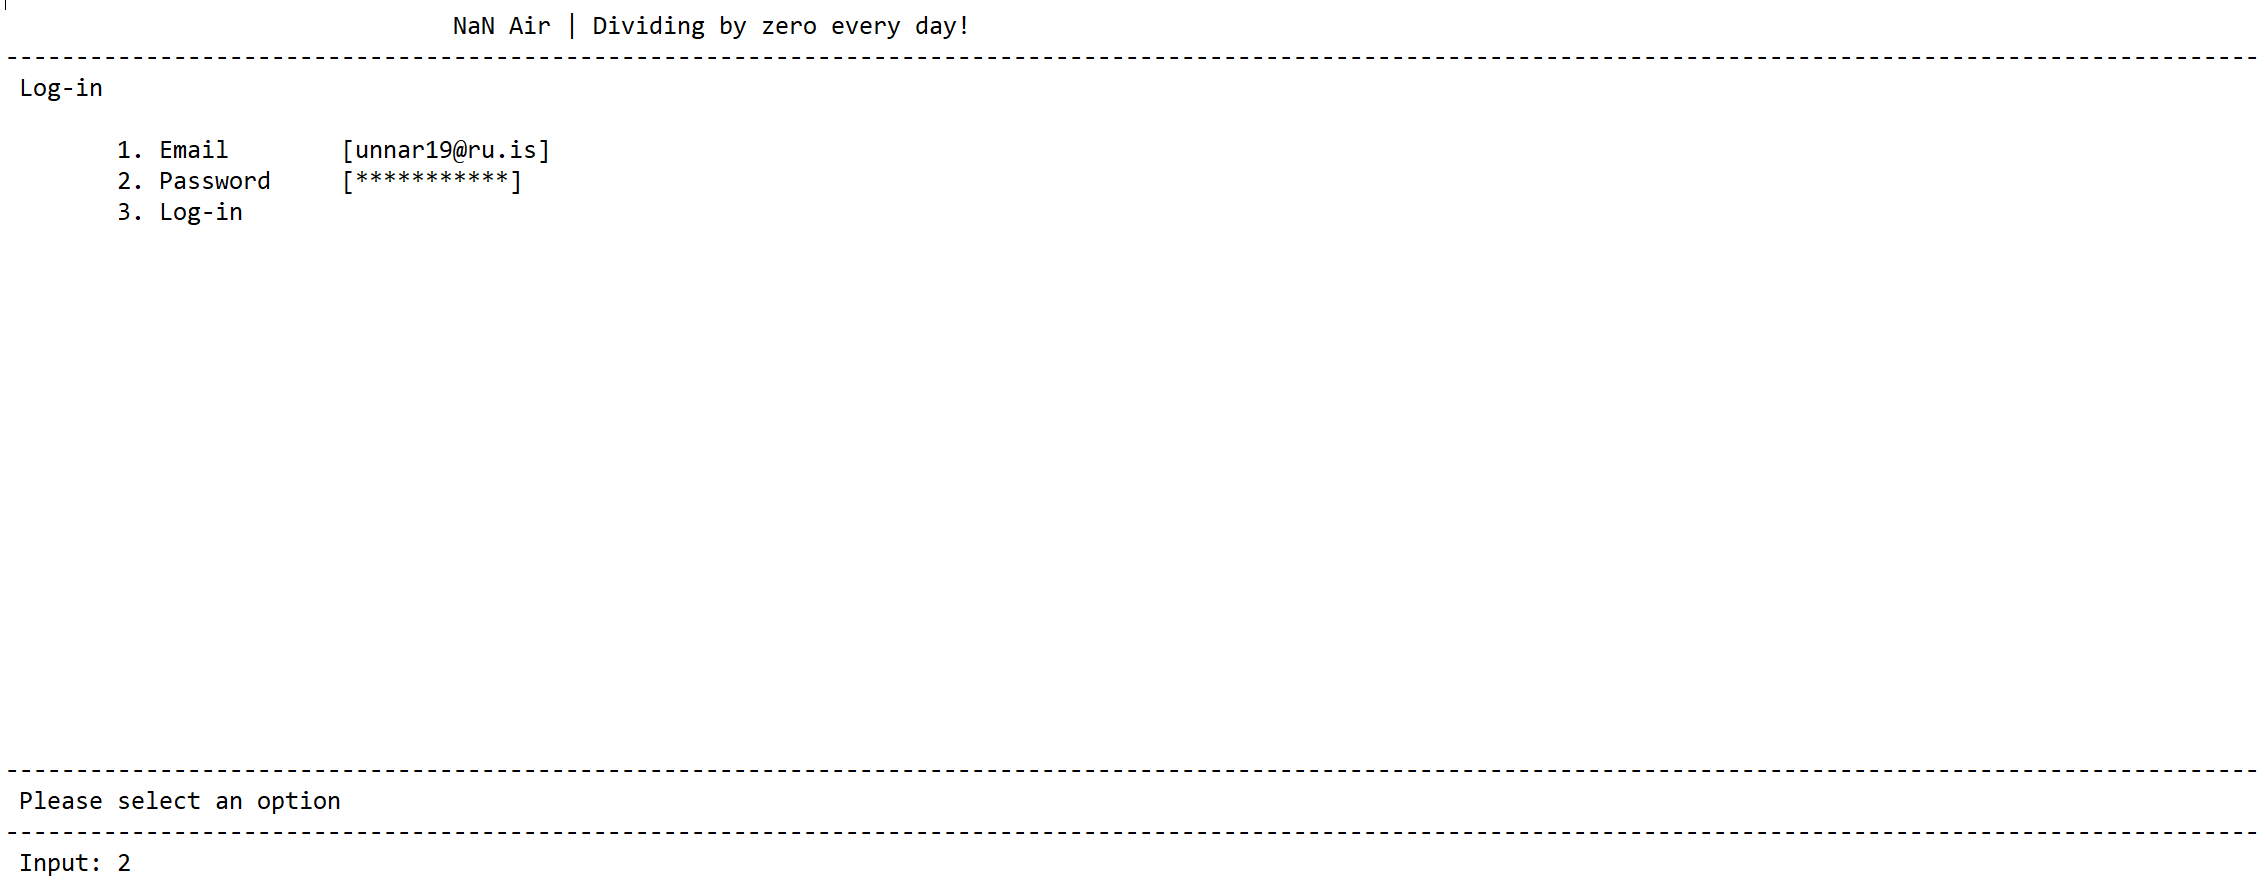 NaN Air | Dividing by zero every day!
-----------------------------------------------------------------------------------------------------------------------------------------------------------------
Log-in
1. Email [unnar19@ru.is]
2. Password [***********]
3. Log-in
-----------------------------------------------------------------------------------------------------------------------------------------------------------------
Please select an option
-----------------------------------------------------------------------------------------------------------------------------------------------------------------
Input: 2